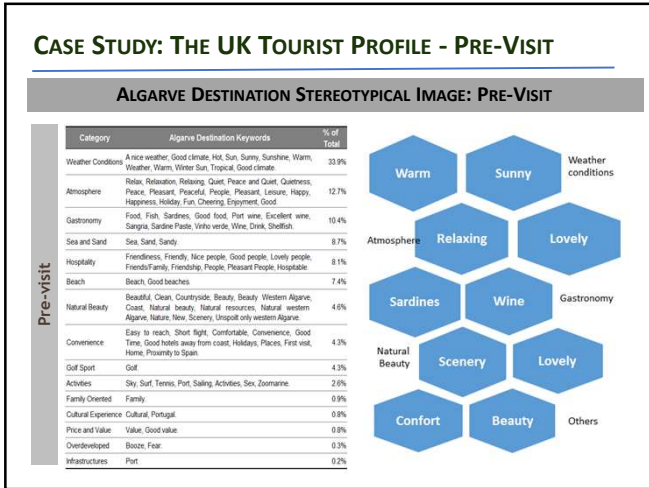 CASE STUDY: THE UK TOURIST PROFILE - PRE-VISIT
ALGARVE DESTINATION STEREOTYPICAL IMAGE: PRE-VISIT
Pre-visit
Category Algarve Destination Keywords % of Total
Weather Conditions A nice weather, Good climate, Hot, Sun, Sunny, Sunshine, Warm,
Weather, Warm, Winter Sun, Tropical, Good climate. 33.9%
Atmosphere Relax, Relaxation, Relaxing, Quiet, Peace and Quiet, Quietness,
Peace, Pleasant, Peaceful, People, Pleasant, Leisure, Happy, 12.7%
Happiness, Holiday, Fun, Cheering, Enjoyment, Good.
Gastronomy Food, Fish, Sardines, Good food, Port wine, Excellent wine, 10.4%
Sangria, Sardine Paste, Vinho verde, Wine, Drink, Shellfish.
Sea and Sand Sea, Sand, Sandy. 8.7%
Hospitality Friendliness, Friendly, Nice people, Good people, Lovely people, 8.1%
Friends/Family, Friendship, People, Pleasant People, Hospitable.
Beach Beach, Good beaches. 7.4%
Natural Beauty Beautiful, Clean, Countryside, Beauty, Beauty Western Algarve,
Coast, Natural beauty, Natural resources, Natural western 4.6%
Algarve, Nature, New, Scenery, Unspoilt only western Algarve.
Convenience Easy to reach, Short flight, Comfortable, Convenience, Good
Time, Good hotels away from coast, Holidays, Places, First visit, 4.3%
Home, Proximity to Spain.
Golf Sport Golf. 4.3%
Activities Sky, Surf, Tennis, Port, Sailing, Activities, Sex, Zoomarine. 2.6%
Family Oriented Family. 0.9%
Cultural Experience Cultural, Portugal. 0.8%
Price and Value Value, Good value. 0.8%
Overdeveloped Booze, Fear. 0.3%
Infrastructures Port 0.2%
Warm Sunny Weather conditions
Atmosphere Relaxing Lovely
Sardines Wine Gastronomy
Natural Beauty Scenery Lovely
Confort Beauty Others